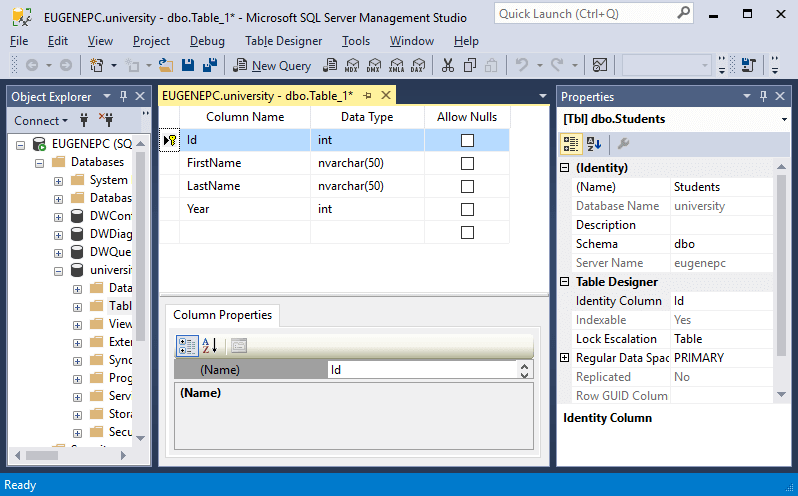 EUGENEPC.university - dbo.Table_1* - Microsoft SQL Server Management Studio
Quick Launch (Ctrl+Q)
File Edit View Project Debug Table Designer Tools Window Help
New Query MDX DMX XMLA DAX
Object Explorer
Connect
EUGENEPC (SQ
Databases
System
Databas
DWCon
DWDiag
DWQue
universi
Data
Tabl
View
Exter
Sync
Prog
Serv
Stora
Secu
EUGENEPC.university - dbo.Table_1*
Column Name Data Type Allow Nulls
Id int
FirstName nvarchar(50)
LastName nvarchar(50)
Year int
Column Properties
(Name) Id
(Name)
Properties
[Tbl] dbo.Students
(Identity)
(Name) Students
Database Name university
Description
Schema dbo
Server Name eugenepc
Table Designer
Identity Column Id
Indexable Yes
Lock Escalation Table
Regular Data Spac PRIMARY
Replicated No
Row GUID Colum
Identity Column
Ready